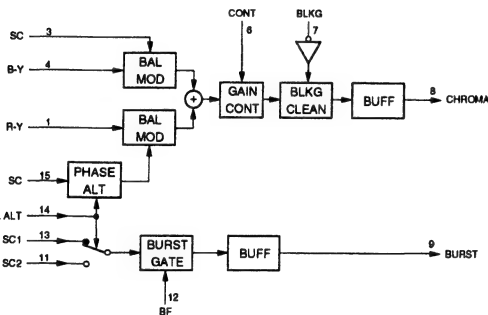 CONT
BLKG
SC 3
6
7
B-Y 4
BAL
MOD
GAIN
CONT
BLKG
CLEAN
BUFF
8 CHROMA
+
R-Y 1
BAL
MOD
SC 15
PHASE
ALT
ALT 14
SC1 13
SC2 11
BURST
GATE
BUFF
9 BURST
12